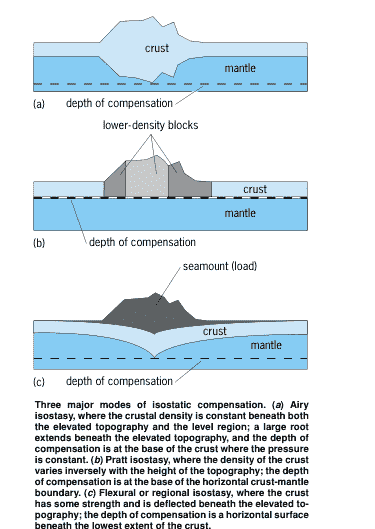 crust
mantle
(a) depth of compensation
lower-density blocks
crust
mantle
(b) depth of compensation
seamount (load)
crust
mantle
(c) depth of compensation
Three major modes of isostatic compensation. (a) Airy
isostasy, where the crustal density is constant beneath both
the elevated topography and the level region; a large root
extends beneath the elevated topography, and the depth of
compensation is at the base of the crust where the pressure
is constant. (b) Pratt isostasy, where the density of the crust
varies inversely with the height of the topography; the depth
of compensation is at the base of the horizontal crust-mantle
boundary. (c) Flexural or regional isostasy, where the crust
has some strength and is deflected beneath the elevated to-
pography; the depth of compensation is a horizontal surface
beneath the lowest extent of the crust.